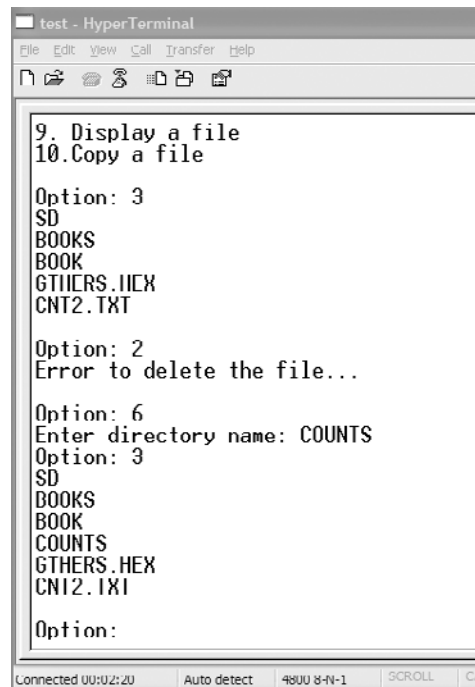 test - HyperTerminal
File Edit View Call Transfer Help
9. Display a file
10.Copy a file
Option: 3
SD
BOOKS
BOOK
GTHERS.HEX
CNT2.TXT
Option: 2
Error to delete the file...
Option: 6
Enter directory name: COUNTS
Option: 3
SD
BOOKS
BOOK
COUNTS
GTHERS.HEX
CNT2.TXT
Option:
Connected 00:02:20 Auto detect 4800 8-N-1 SCROLL